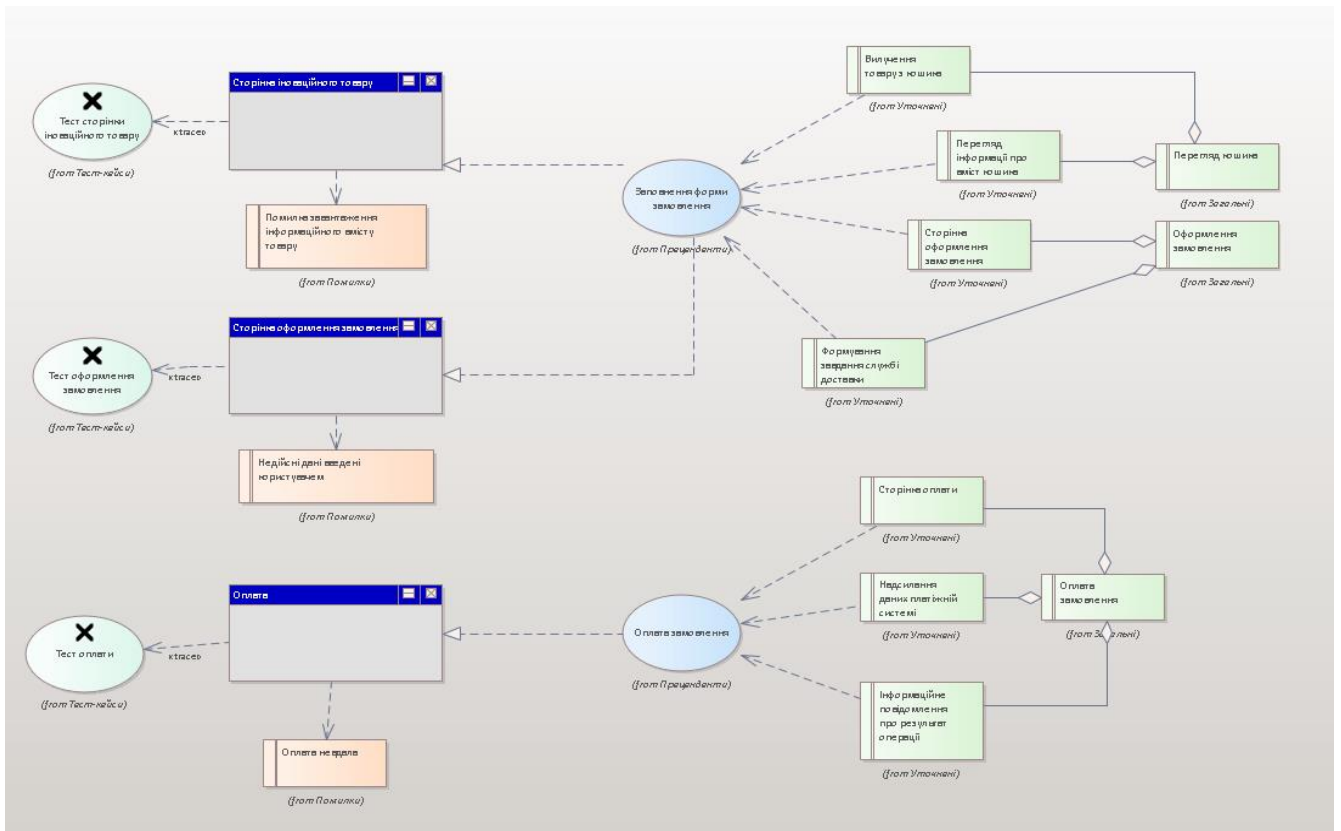 Вилучення
товару з кошика
(from Уточнені)
Сторінка іноваційного товару
Тест сторінки
іноваційного товару
(from Тест-кейси)
«trace»
Помилка завантаження
інформаційного вмісту
товару
(from Помилки)
Заповнення форми
замовлення
(from Прецеденти)
Перегляд
інформації про
вміст кошика
(from Уточнені)
Перегляд кошика
(from Загальні)
Сторінка
оформлення
замовлення
(from Уточнені)
Оформлення
замовлення
(from Загальні)
Сторінка оформлення замовлення
Тест оформлення
замовлення
(from Тест-кейси)
«trace»
Недійсні дані введені
користувачем
(from Помилки)
Формування
завдання службі
доставки
(from Уточнені)
Сторінка оплати
(from Уточнені)
Оплата
Тест оплати
(from Тест-кейси)
«trace»
Оплата невдала
(from Помилки)
Оплата замовлення
(from Прецеденти)
Надсилання
даних платіжній
системі
(from Уточнені)
Оплата
замовлення
(from Загальні)
Інформаційне
повідомлення
про результат
операції
(from Уточнені)